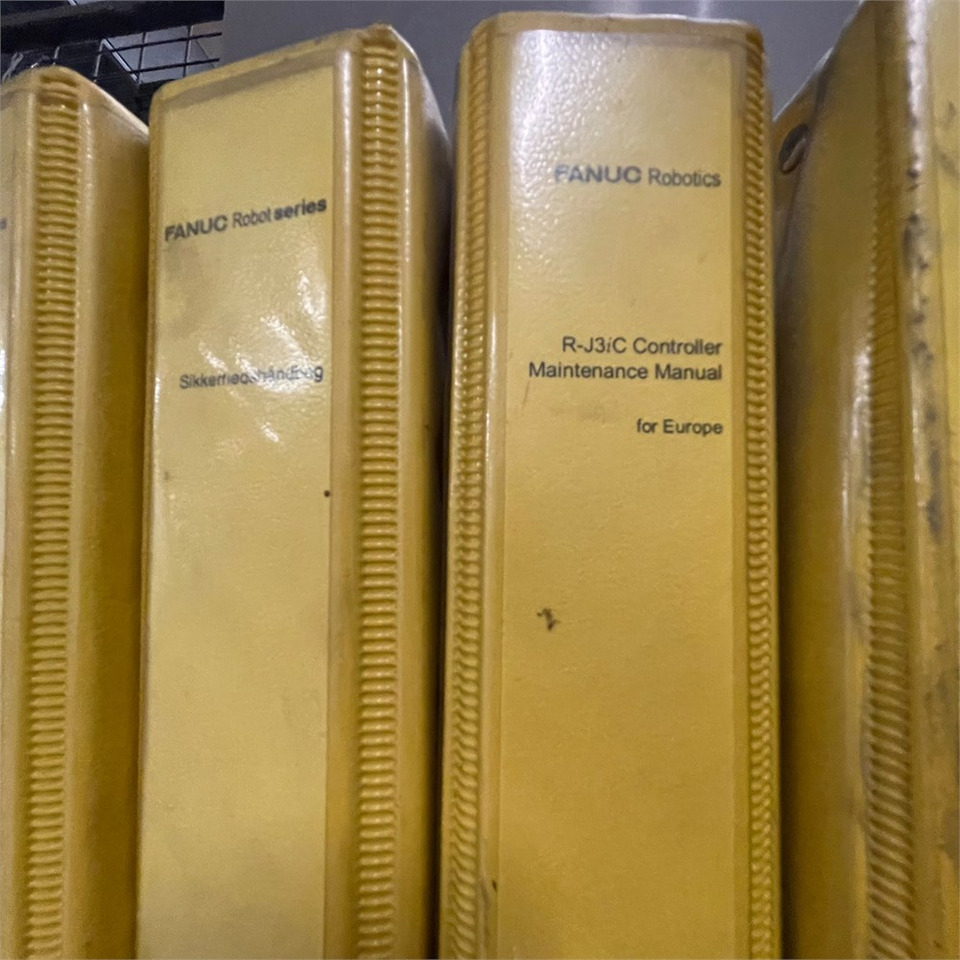 FANUC Robot series
Sikkerhedshåndbog
FANUC Robotics
R-J3iC Controller
Maintenance Manual
for Europe